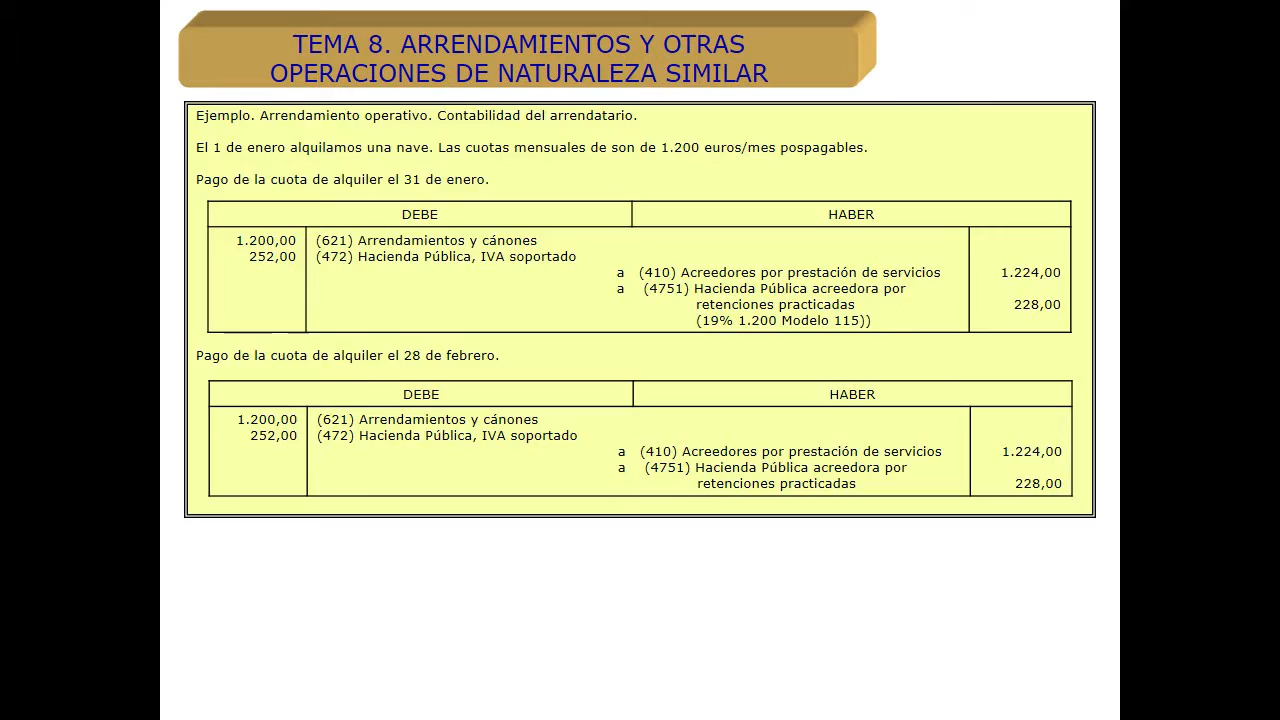 TEMA 8. ARRENDAMIENTOS Y OTRAS
OPERACIONES DE NATURALEZA SIMILAR
Ejemplo. Arrendamiento operativo. Contabilidad del arrendatario.
El 1 de enero alquilamos una nave. Las cuotas mensuales de son de 1.200 euros/mes pospagables.
Pago de la cuota de alquiler el 31 de enero.
DEBE HABER
1.200,00 (621) Arrendamientos y cánones
252,00 (472) Hacienda Pública, IVA soportado
a (410) Acreedores por prestación de servicios 1.224,00
a (4751) Hacienda Pública acreedora por
retenciones practicadas 228,00
(19% 1.200 Modelo 115))
Pago de la cuota de alquiler el 28 de febrero.
DEBE HABER
1.200,00 (621) Arrendamientos y cánones
252,00 (472) Hacienda Pública, IVA soportado
a (410) Acreedores por prestación de servicios 1.224,00
a (4751) Hacienda Pública acreedora por
retenciones practicadas 228,00